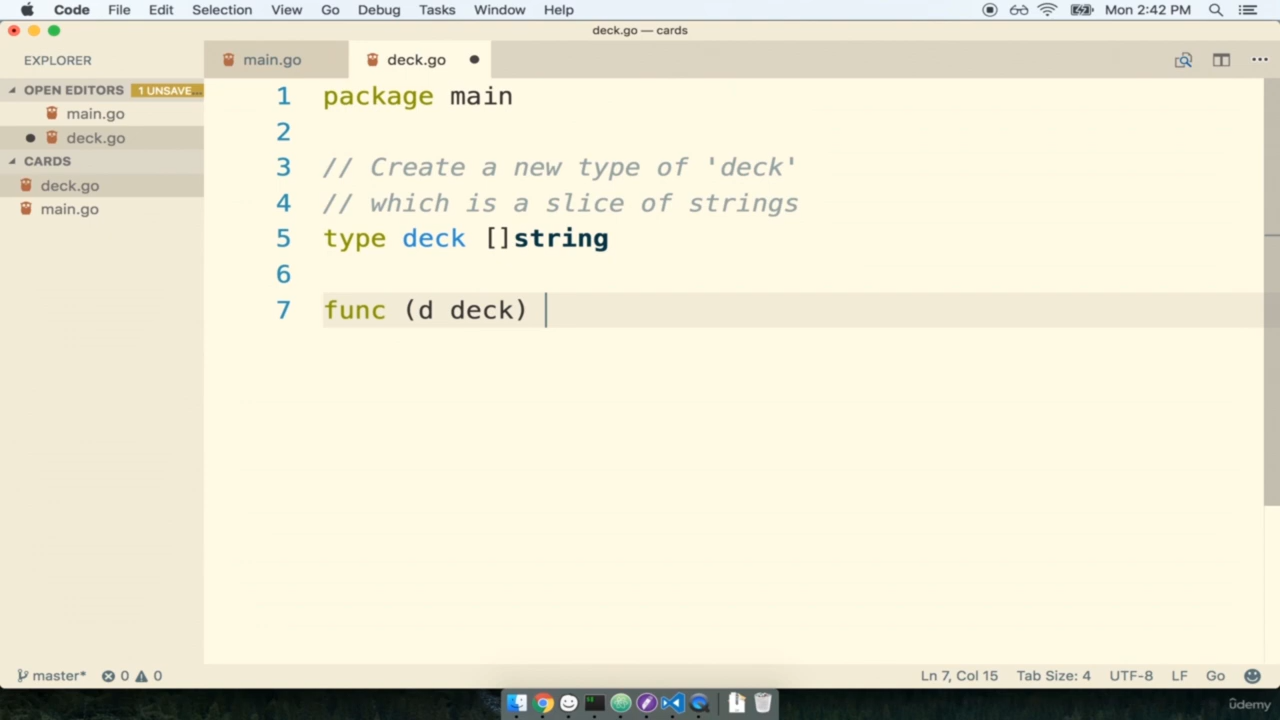 Code File Edit Selection View Go Debug Tasks Window Help Mon 2:42 PM
deck.go — cards
EXPLORER
main.go
deck.go
OPEN EDITORS 1 UNSAVE...
main.go
deck.go
CARDS
deck.go
main.go
1 package main
2
3 // Create a new type of 'deck'
4 // which is a slice of strings
5 type deck []string
6
7 func (d deck)
master* 0 0 Ln 7, Col 15 Tab Size: 4 UTF-8 LF Go
ûdemy